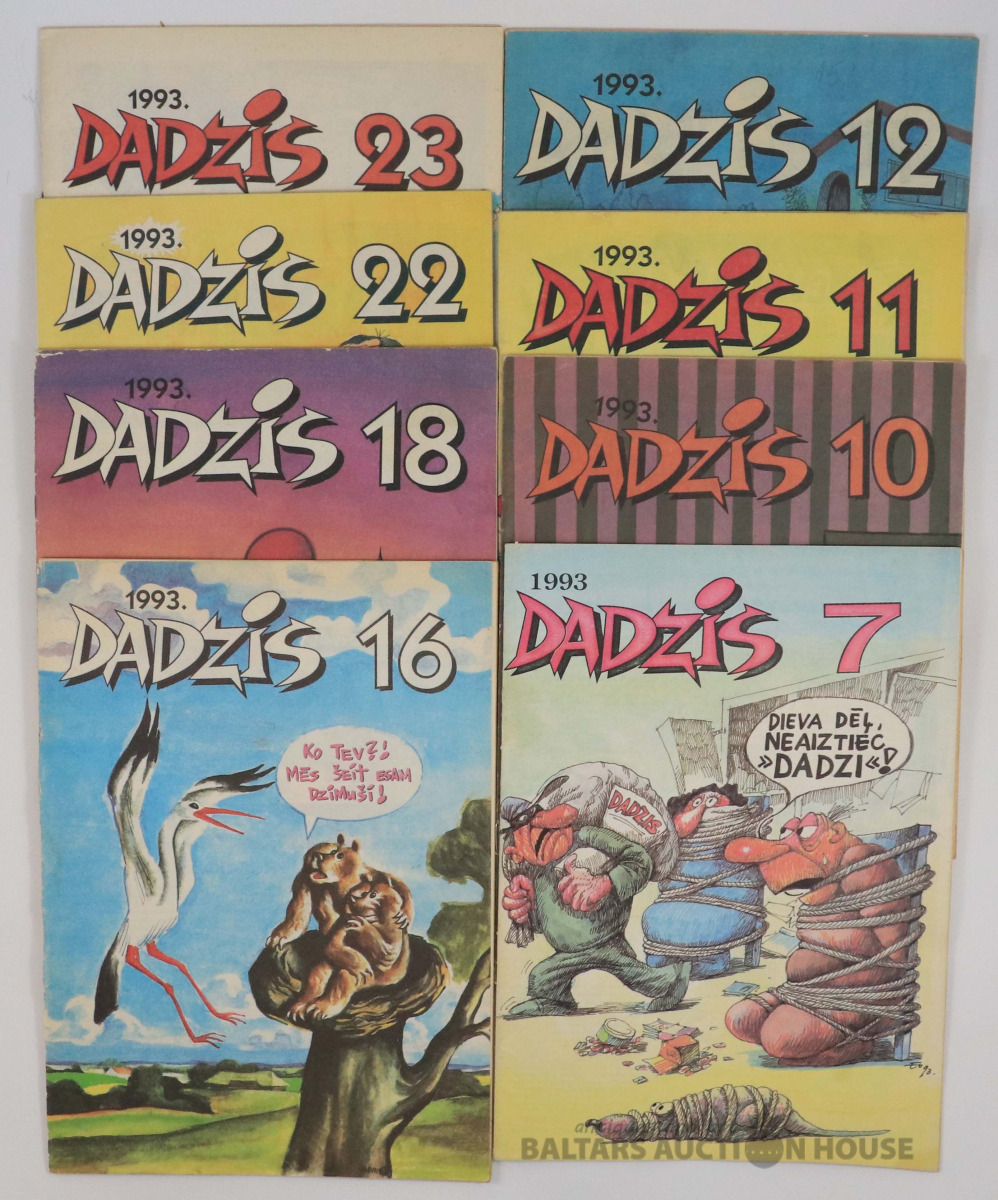 1993.
DADZIS 23
1993.
DADZIS 22
1993.
DADZIS 18
1993.
DADZIS 16
KO TEV?!
MĒS ŠEIT ESAM
DZIMUŠI!
1993.
DADZIS 12
1993.
DADZIS 11
1993.
DADZIS 10
1993
DADZIS 7
DIEVA DĒĻ,
NEAIZTIEC
»DADZI«!
DADZIS
BALTARS AUCTION HOUSE